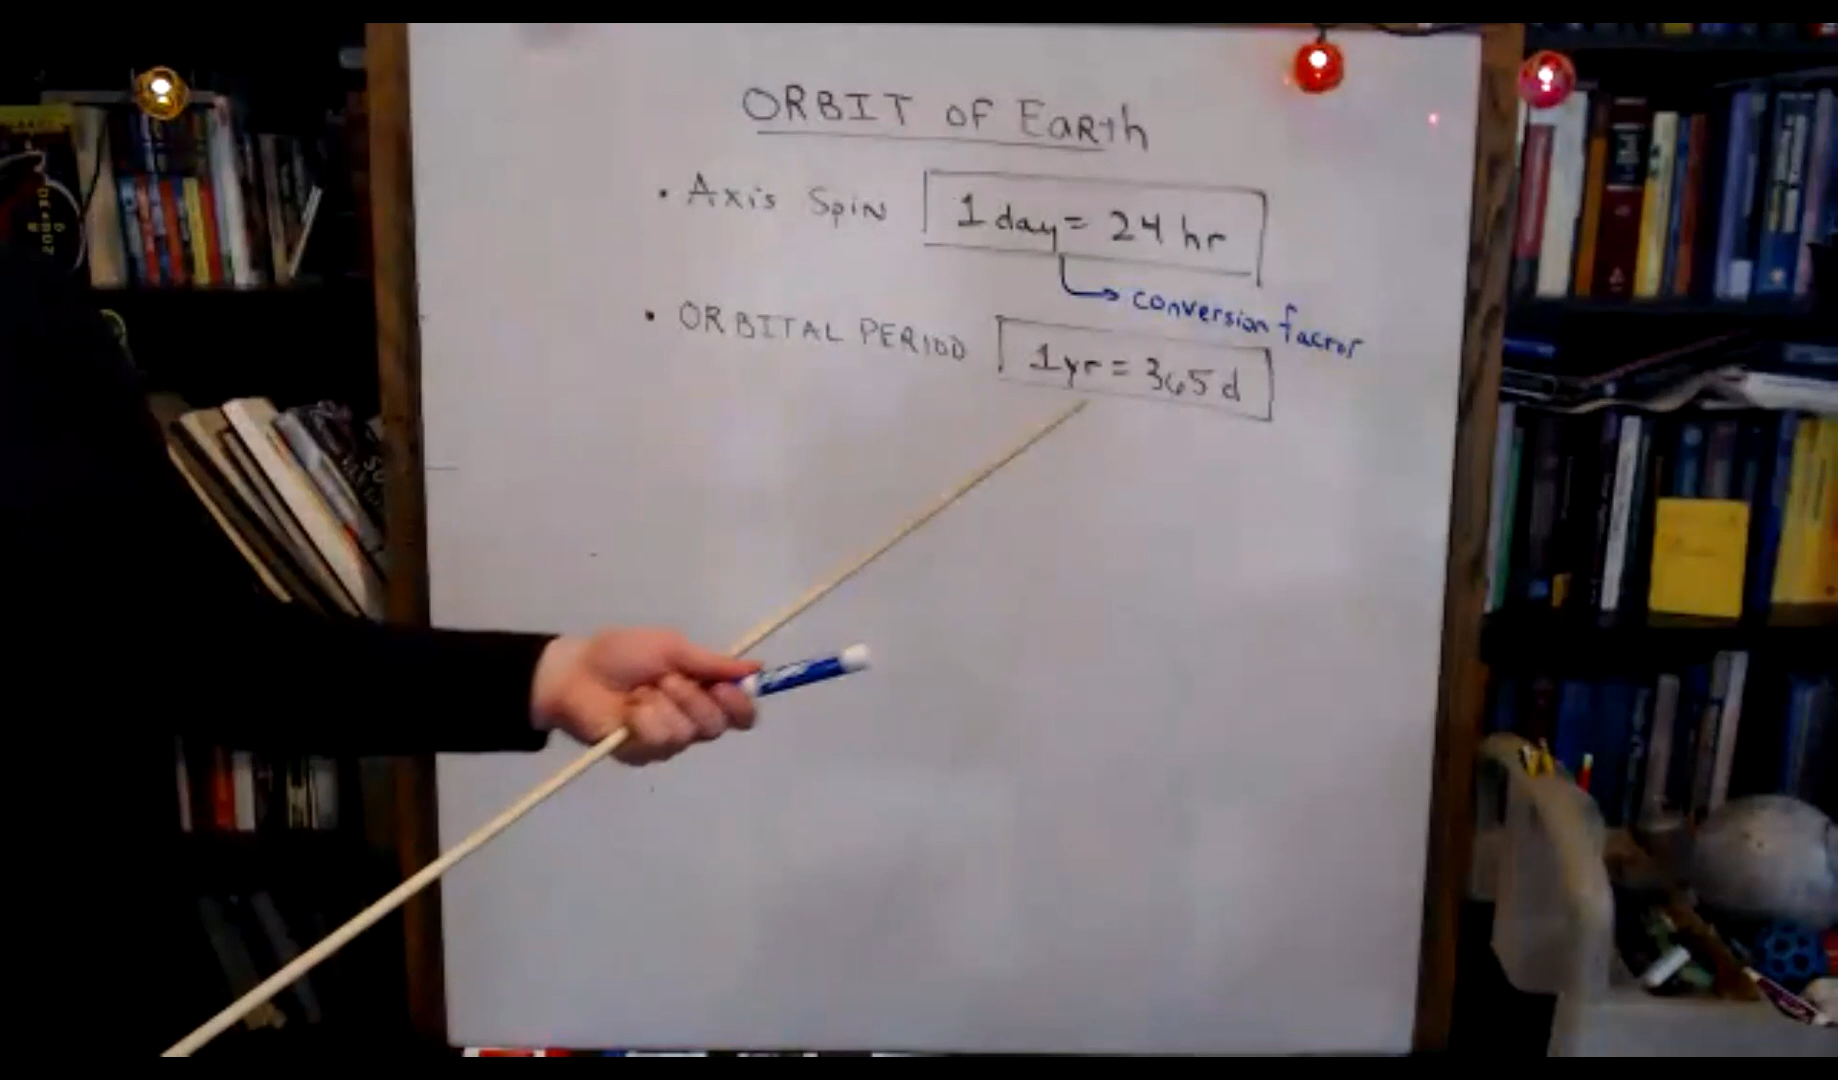 ORBIT OF EaRth
• Axis Spin 1 day = 24 hr
conversion factor
• ORBITAL PERIOD 1 yr = 365 d